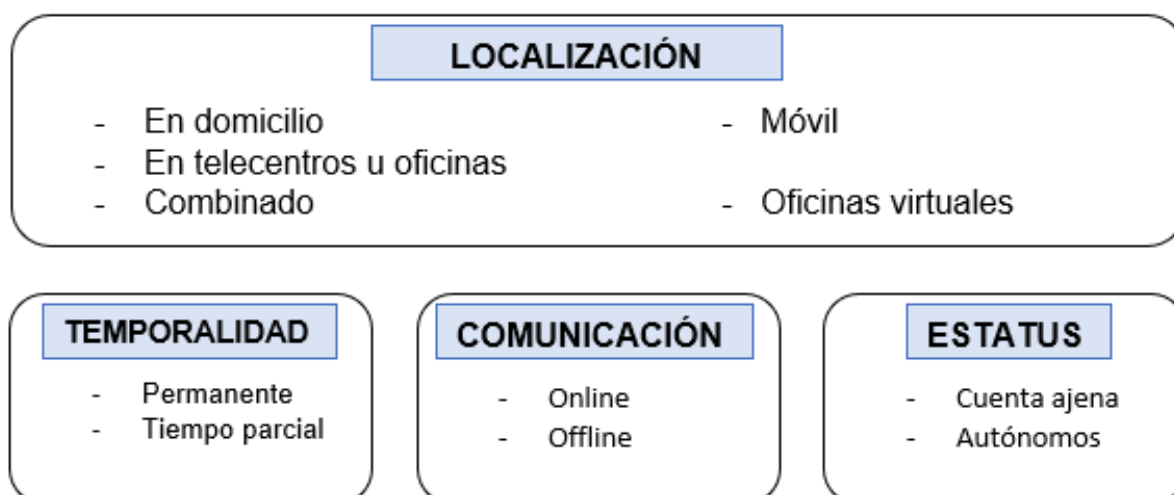 LOCALIZACIÓN
- En domicilio
- En telecentros u oficinas
- Combinado
- Móvil
- Oficinas virtuales
TEMPORALIDAD
- Permanente
- Tiempo parcial
COMUNICACIÓN
- Online
- Offline
ESTATUS
- Cuenta ajena
- Autónomos